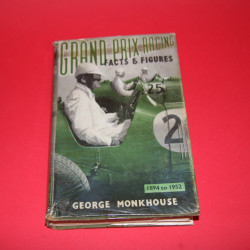 GRAND PRIX RACING
FACTS & FIGURES
25
2
1894 to 1952
GEORGE MONKHOUSE